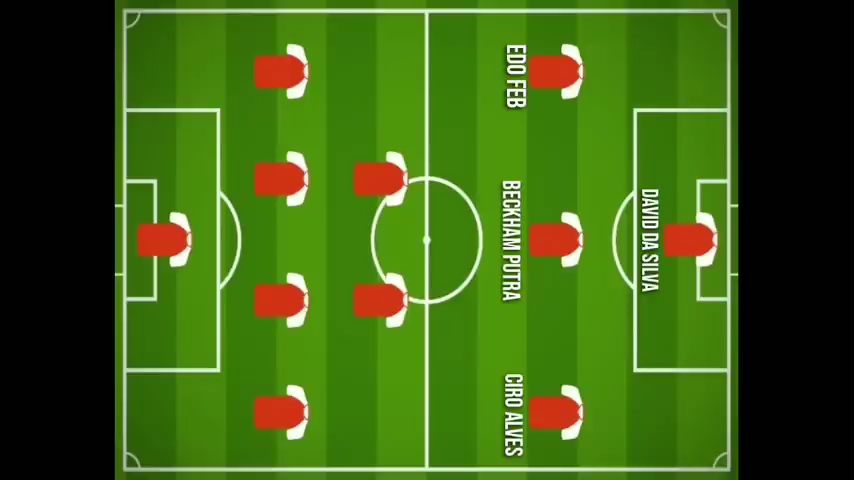 DAVID DA SILVA
CIRO ALVES
BECKHAM PUTRA
EDO FEB